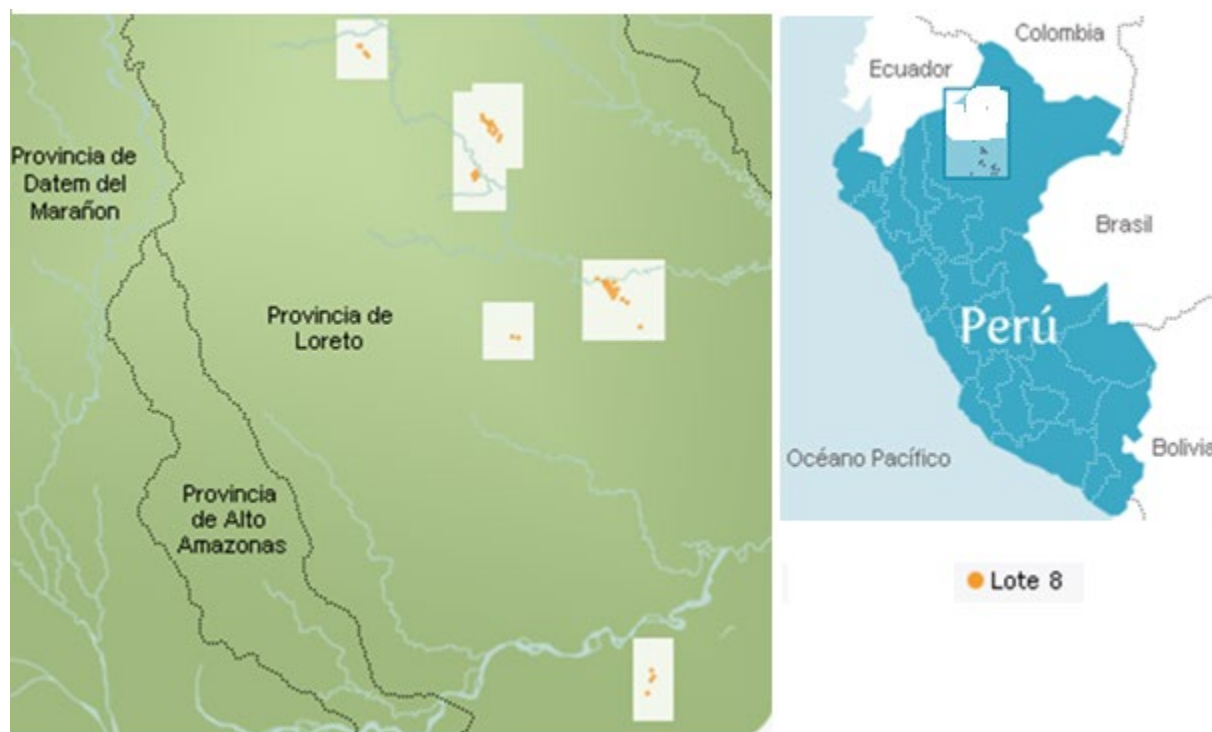 Provincia de
Datem del
Marañon
Provincia de
Loreto
Provincia
de Alto
Amazonas
Colombia
Ecuador
Brasil
Perú
Océano Pacífico
Bolivia
Lote 8